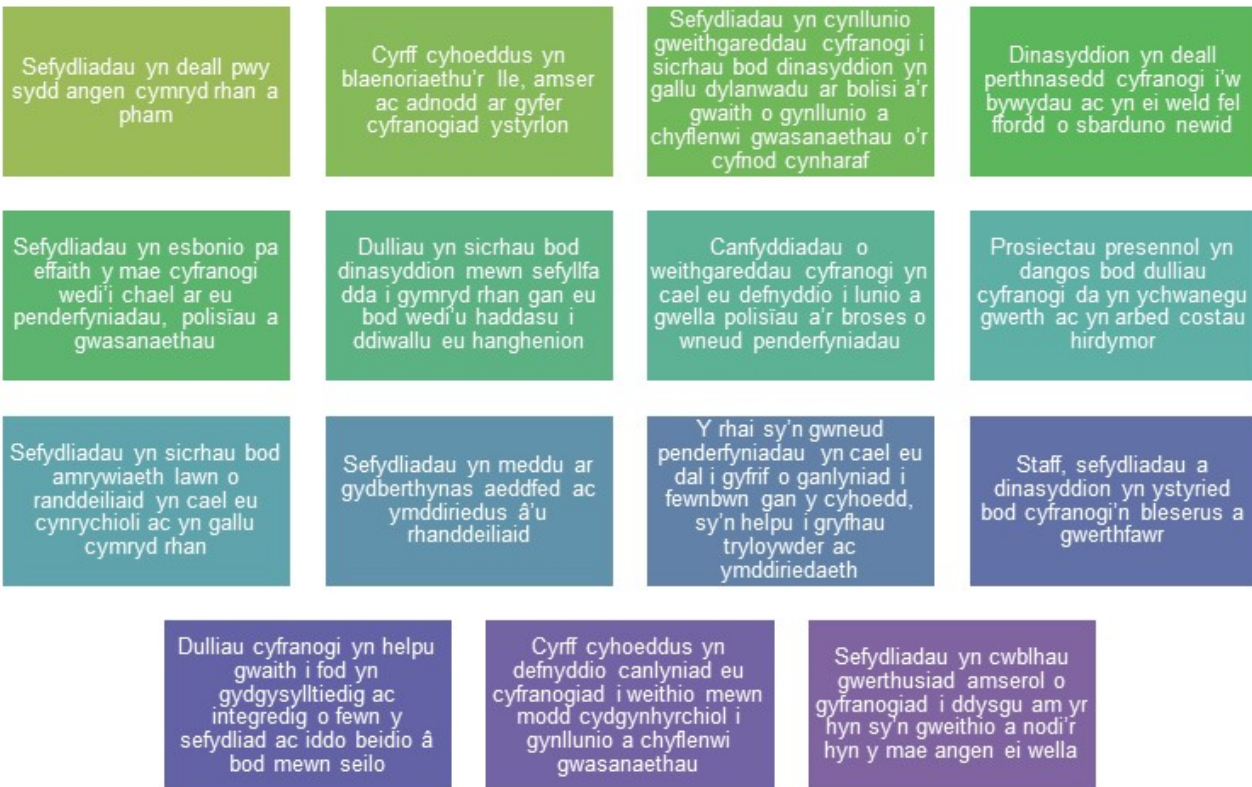 Sefydliadau yn deall pwy
sydd angen cymryd rhan a
pham
Cyrff cyhoeddus yn
blaenoriaethu'r lle, amser
ac adnodd ar gyfer
cyfranogiad ystyrlon
Sefydliadau yn cynllunio
gweithgareddau cyfranogi i
sicrhau bod dinasyddion yn
gallu dylanwadu ar bolisi a'r
gwaith o gynllunio a
chyflenwi gwasanaethau o'r
cyfnod cynharaf
Dinasyddion yn deall
perthnasedd cyfranogi i'w
bywydau ac yn ei weld fel
ffordd o sbarduno newid
Sefydliadau yn esbonio pa
effaith y mae cyfranogi
wedi'i chael ar eu
penderfyniadau, polisïau a
gwasanaethau
Dulliau yn sicrhau bod
dinasyddion mewn sefyllfa
dda i gymryd rhan gan eu
bod wedi'u haddasu i
ddiwallu eu hanghenion
Canfyddiadau o
weithgareddau cyfranogi yn
cael eu defnyddio i lunio a
gwella polisïau a'r broses o
wneud penderfyniadau
Prosiectau presennol yn
dangos bod dulliau
cyfranogi da yn ychwanegu
gwerth ac yn arbed costau
hirdymor
Sefydliadau yn sicrhau bod
amrywiaeth lawn o
randdeiliaid yn cael eu
cynrychioli ac yn gallu
cymryd rhan
Sefydliadau yn meddu ar
gydberthynas aeddfed ac
ymddiriedus â'u
rhanddeiliaid
Y rhai sy'n gwneud
penderfyniadau yn cael eu
dal i gyfrif o ganlyniad i
fewnbwn gan y cyhoedd,
sy'n helpu i gryfhau
tryloywder ac
ymddiriedaeth
Staff, sefydliadau a
dinasyddion yn ystyried
bod cyfranogi'n bleserus a
gwerthfawr
Dulliau cyfranogi yn helpu
gwaith i fod yn
gydgysylltiedig ac
integredig o fewn y
sefydliad ac iddo beidio â
bod mewn seilo
Cyrff cyhoeddus yn
defnyddio canlyniad eu
cyfranogiad i weithio mewn
modd cydgynhyrchiol i
gynllunio a chyflenwi
gwasanaethau
Sefydliadau yn cwblhau
gwerthusiad amserol o
gyfranogiad i ddysgu am yr
hyn sy'n gweithio a nodi'r
hyn y mae angen ei wella